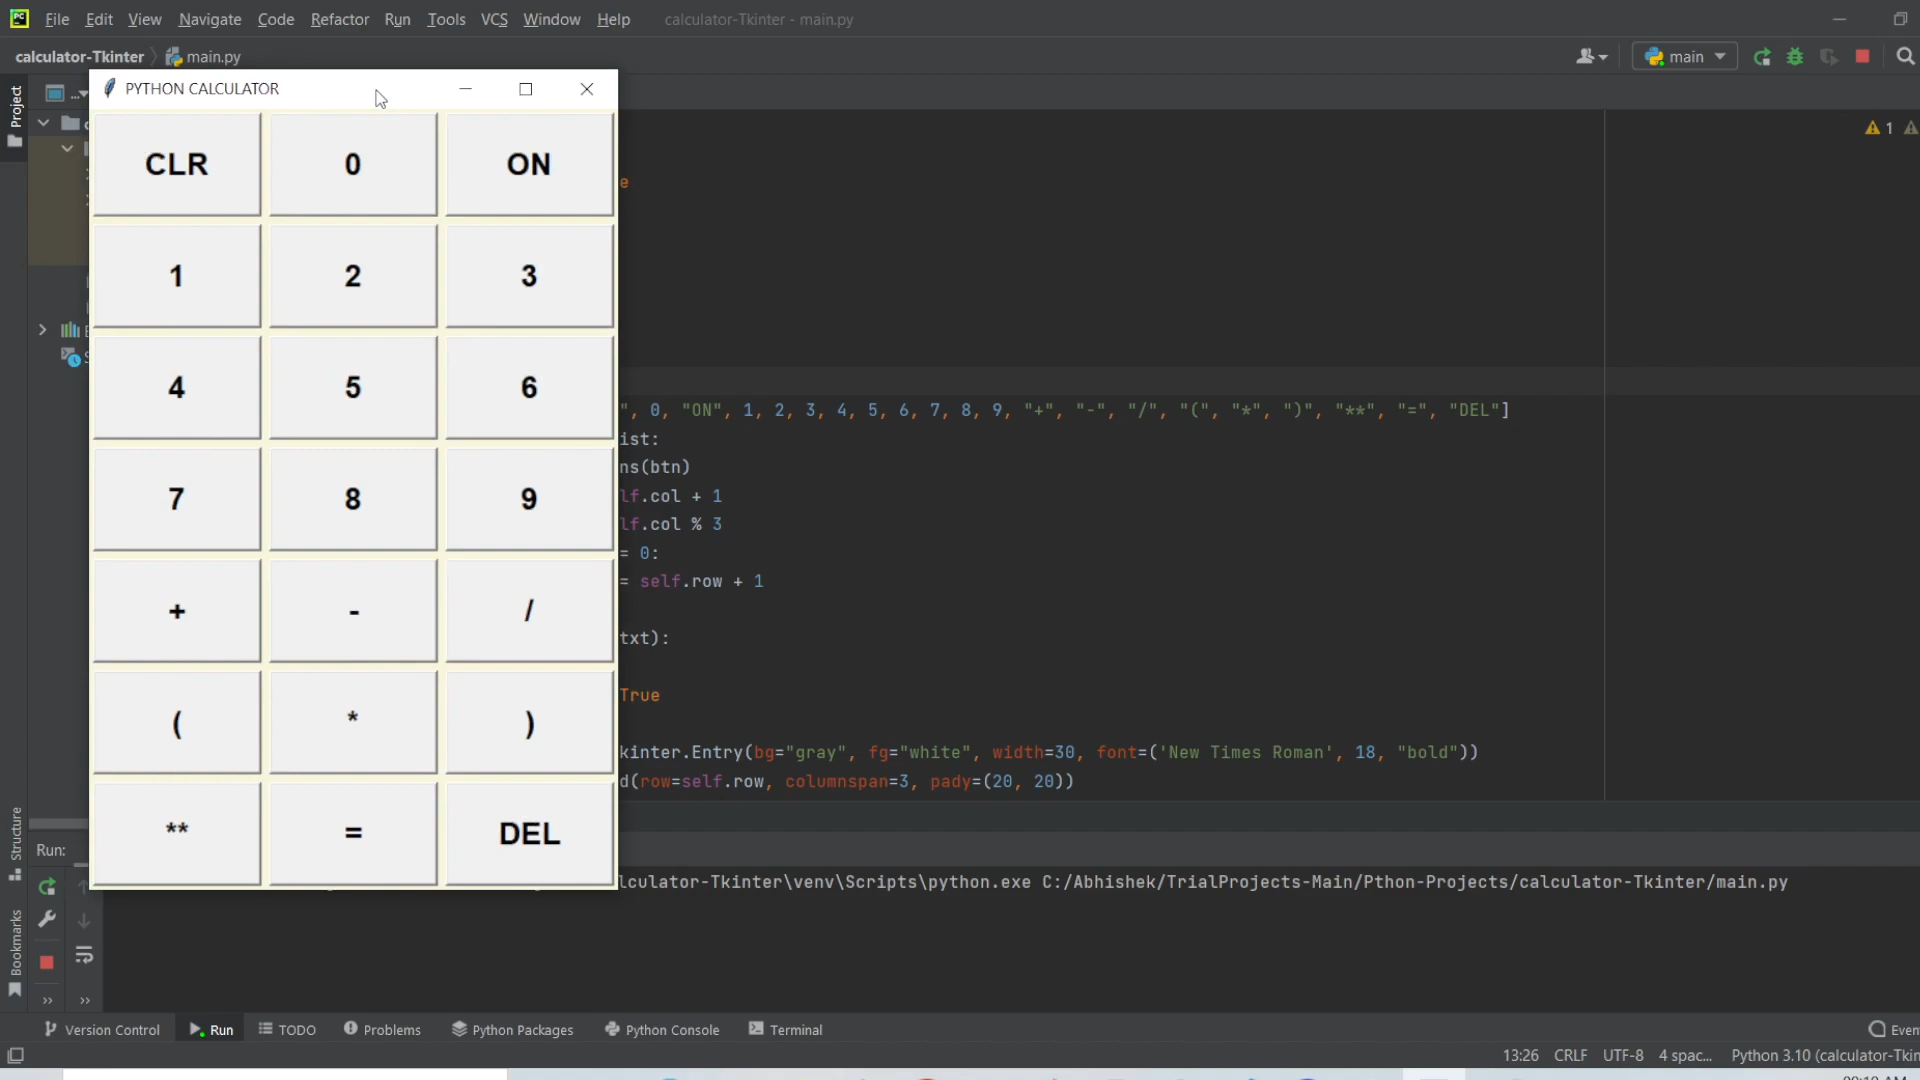 File Edit View Navigate Code Refactor Run Tools VCS Window Help calculator-Tkinter - main.py
calculator-Tkinter main.py main
Project
PYTHON CALCULATOR
1
CLR 0 ON
1 2 3
4 5 6
7 8 9
+ - /
( * )
** = DEL
e
", 0, "ON", 1, 2, 3, 4, 5, 6, 7, 8, 9, "+", "-", "/", "(", "*", ")", "**", "=", "DEL"]
ist:
ns(btn)
lf.col + 1
lf.col % 3
= 0:
= self.row + 1
txt):
True
kinter.Entry(bg="gray", fg="white", width=30, font=('New Times Roman', 18, "bold"))
d(row=self.row, columnspan=3, pady=(20, 20))
Structure
Bookmarks
Run:
lculator-Tkinter\venv\Scripts\python.exe C:/Abhishek/TrialProjects-Main/Pthon-Projects/calculator-Tkinter/main.py
Version Control Run TODO Problems Python Packages Python Console Terminal Even
13:26 CRLF UTF-8 4 spac... Python 3.10 (calculator-Tkin